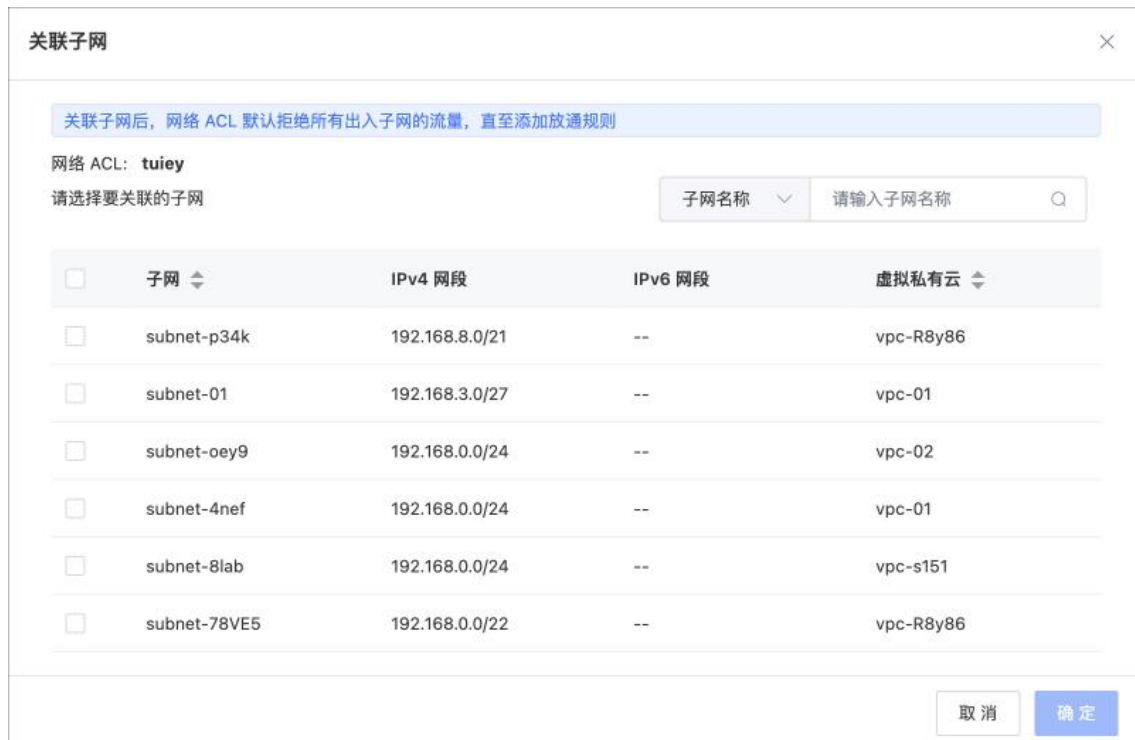 关联子网
关联子网后，网络 ACL 默认拒绝所有出入子网的流量，直至添加放通规则
网络 ACL： tuiey
请选择要关联的子网 子网名称 请输入子网名称
子网 IPv4 网段 IPv6 网段 虚拟私有云
subnet-p34k 192.168.8.0/21 -- vpc-R8y86
subnet-01 192.168.3.0/27 -- vpc-01
subnet-oey9 192.168.0.0/24 -- vpc-02
subnet-4nef 192.168.0.0/24 -- vpc-01
subnet-8lab 192.168.0.0/24 -- vpc-s151
subnet-78VE5 192.168.0.0/22 -- vpc-R8y86
取消 确定